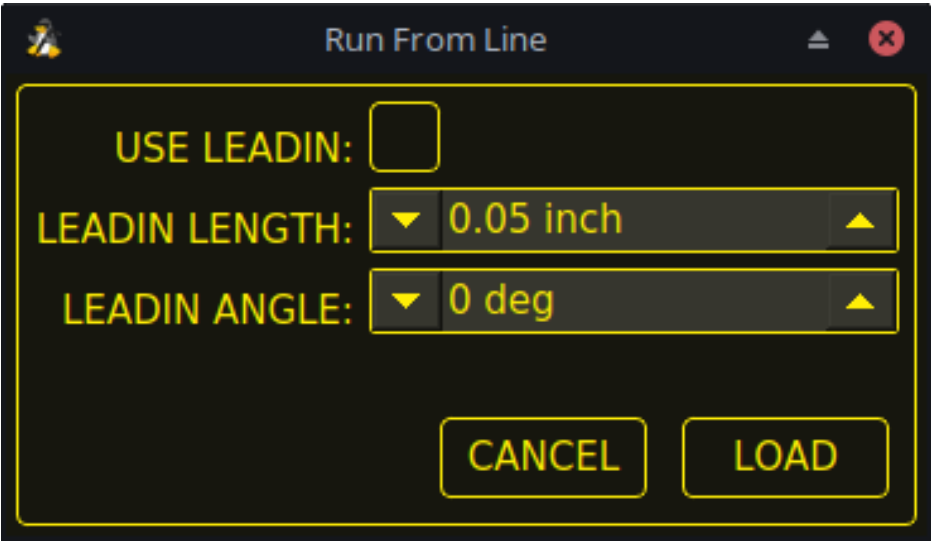 Run From Line
USE LEADIN:
LEADIN LENGTH: 0.05 inch
LEADIN ANGLE: 0 deg
CANCEL LOAD